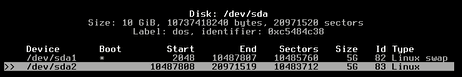 Disk: /dev/sda
Size: 10 GiB, 10737418240 bytes, 20971520 sectors
Label: dos, identifier: 0xc5484c38
Device Boot Start End Sectors Size Id Type
/dev/sda1 * 2048 10487807 10485760 5G 82 Linux swap
>> /dev/sda2 10487808 20971519 10483712 5G 83 Linux